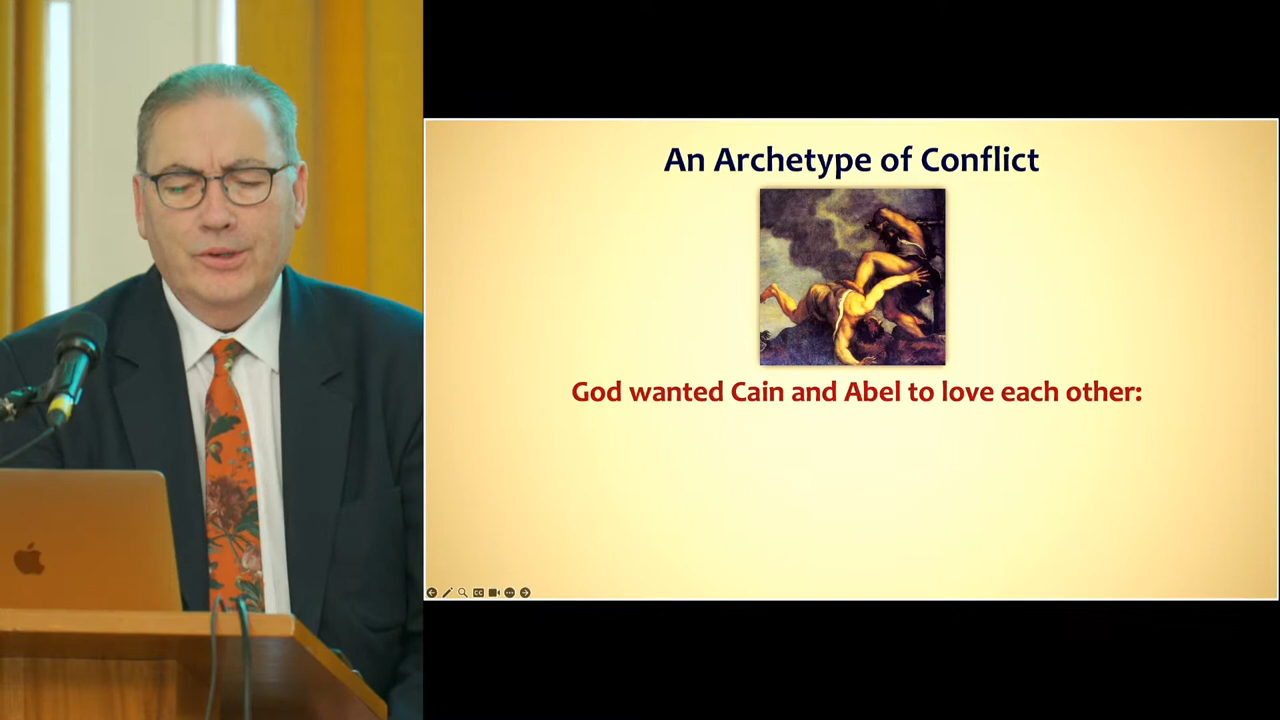 An Archetype of Conflict
God wanted Cain and Abel to love each other: